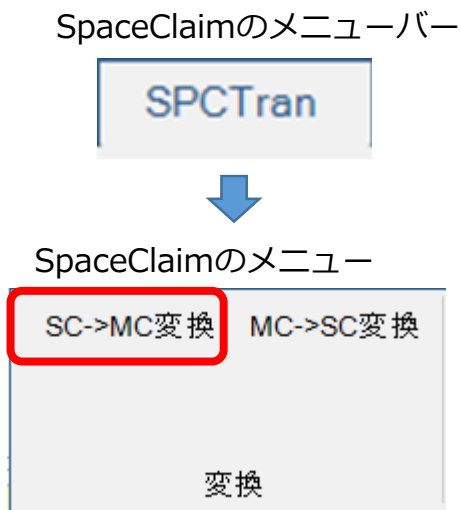 SpaceClaimのメニューバー
SPCTran
SpaceClaimのメニュー
SC->MC変換 MC->SC変換
変換